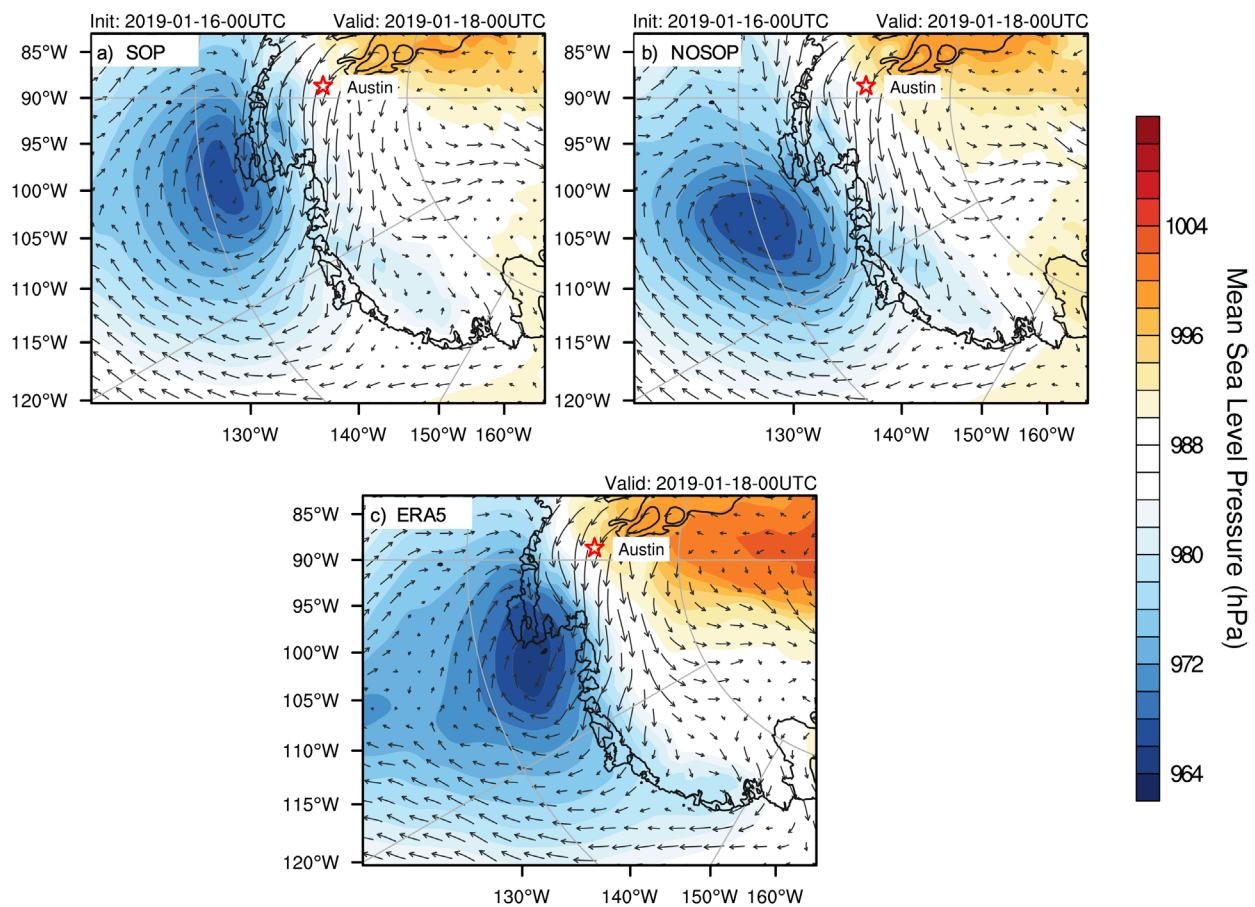 Init: 2019-01-16-00UTC Valid: 2019-01-18-00UTC
a) SOP
Austin
85°W
90°W
95°W
100°W
105°W
110°W
115°W
120°W
130°W 140°W 150°W 160°W
Init: 2019-01-16-00UTC Valid: 2019-01-18-00UTC
b) NOSOP
Austin
85°W
90°W
95°W
100°W
105°W
110°W
115°W
120°W
130°W 140°W 150°W 160°W
Valid: 2019-01-18-00UTC
c) ERA5
Austin
85°W
90°W
95°W
100°W
105°W
110°W
115°W
120°W
130°W 140°W 150°W 160°W
1004
996
988
980
972
964
Mean Sea Level Pressure (hPa)